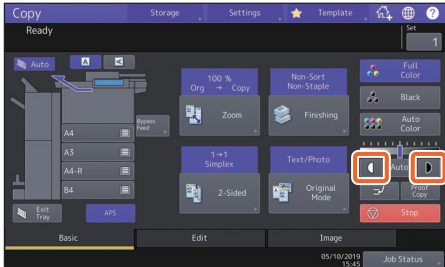 Copy
Storage
Settings
Template
Ready
Set
1
Auto
A
A
Full
Color
100 %
Org → Copy
Non-Sort
Non-Staple
Black
Zoom
Finishing
Auto
Color
Bypass
Feed
A4
A3
A4-R
B4
1→1
Simplex
Text/Photo
Auto
2-Sided
Original
Mode
Proof
Copy
Exit
Tray
APS
Stop
Basic
Edit
Image
05/10/2019
15:45
Job Status